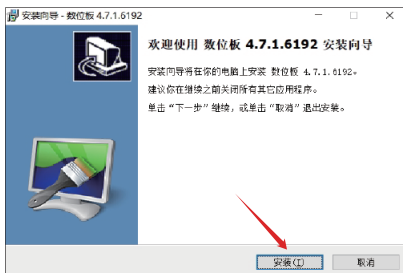 安装向导 - 数位板 4.7.1.6192
欢迎使用 数位板 4.7.1.6192 安装向导
安装向导将在你的电脑上安装 数位板 4.7.1.6192。
建议你在继续之前关闭所有其它应用程序。
单击“下一步”继续，或单击“取消”退出安装。
安装(I)
取消